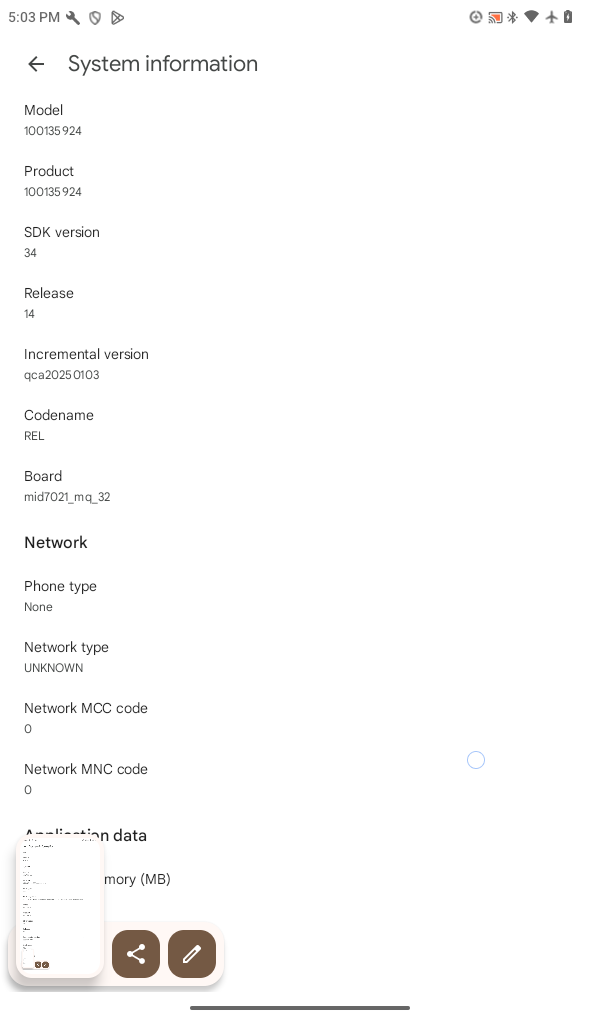 5:03 PM
System information
Model
100135924
Product
100135924
SDK version
34
Release
14
Incremental version
qca20250103
Codename
REL
Board
mid7021_mq_32
Network
Phone type
None
Network type
UNKNOWN
Network MCC code
0
Network MNC code
0
Application data
mory (MB)